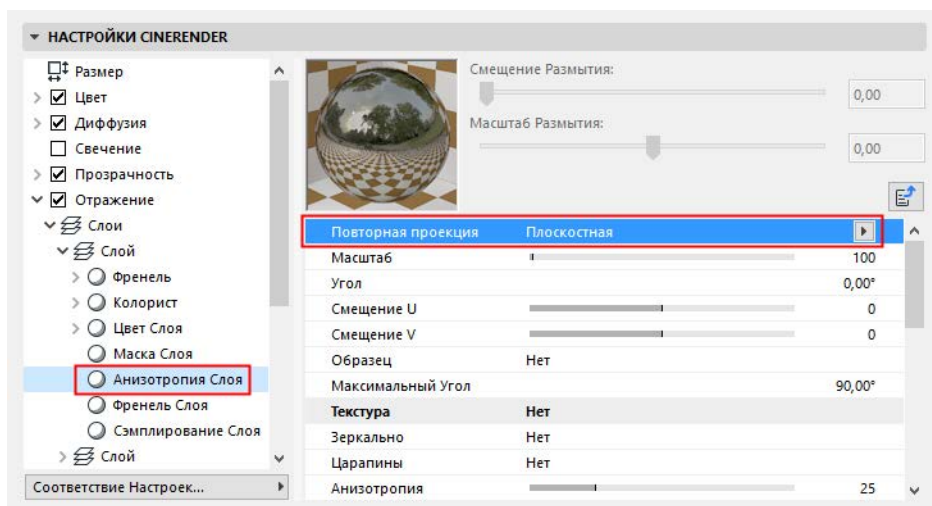 НАСТРОЙКИ CINERENDER
Размер
Цвет
Диффузия
Свечение
Прозрачность
Отражение
Слои
Слой
Френель
Колорист
Цвет Слоя
Маска Слоя
Анизотропия Слоя
Френель Слоя
Сэмплирование Слоя
Слой
Соответствие Настроек...
Смещение Размытия:
0,00
Масштаб Размытия:
0,00
Повторная проекция Плоскостная
Масштаб 100
Угол 0,00°
Смещение U 0
Смещение V 0
Образец Нет
Максимальный Угол 90,00°
Текстура Нет
Зеркально Нет
Царапины Нет
Анизотропия 25